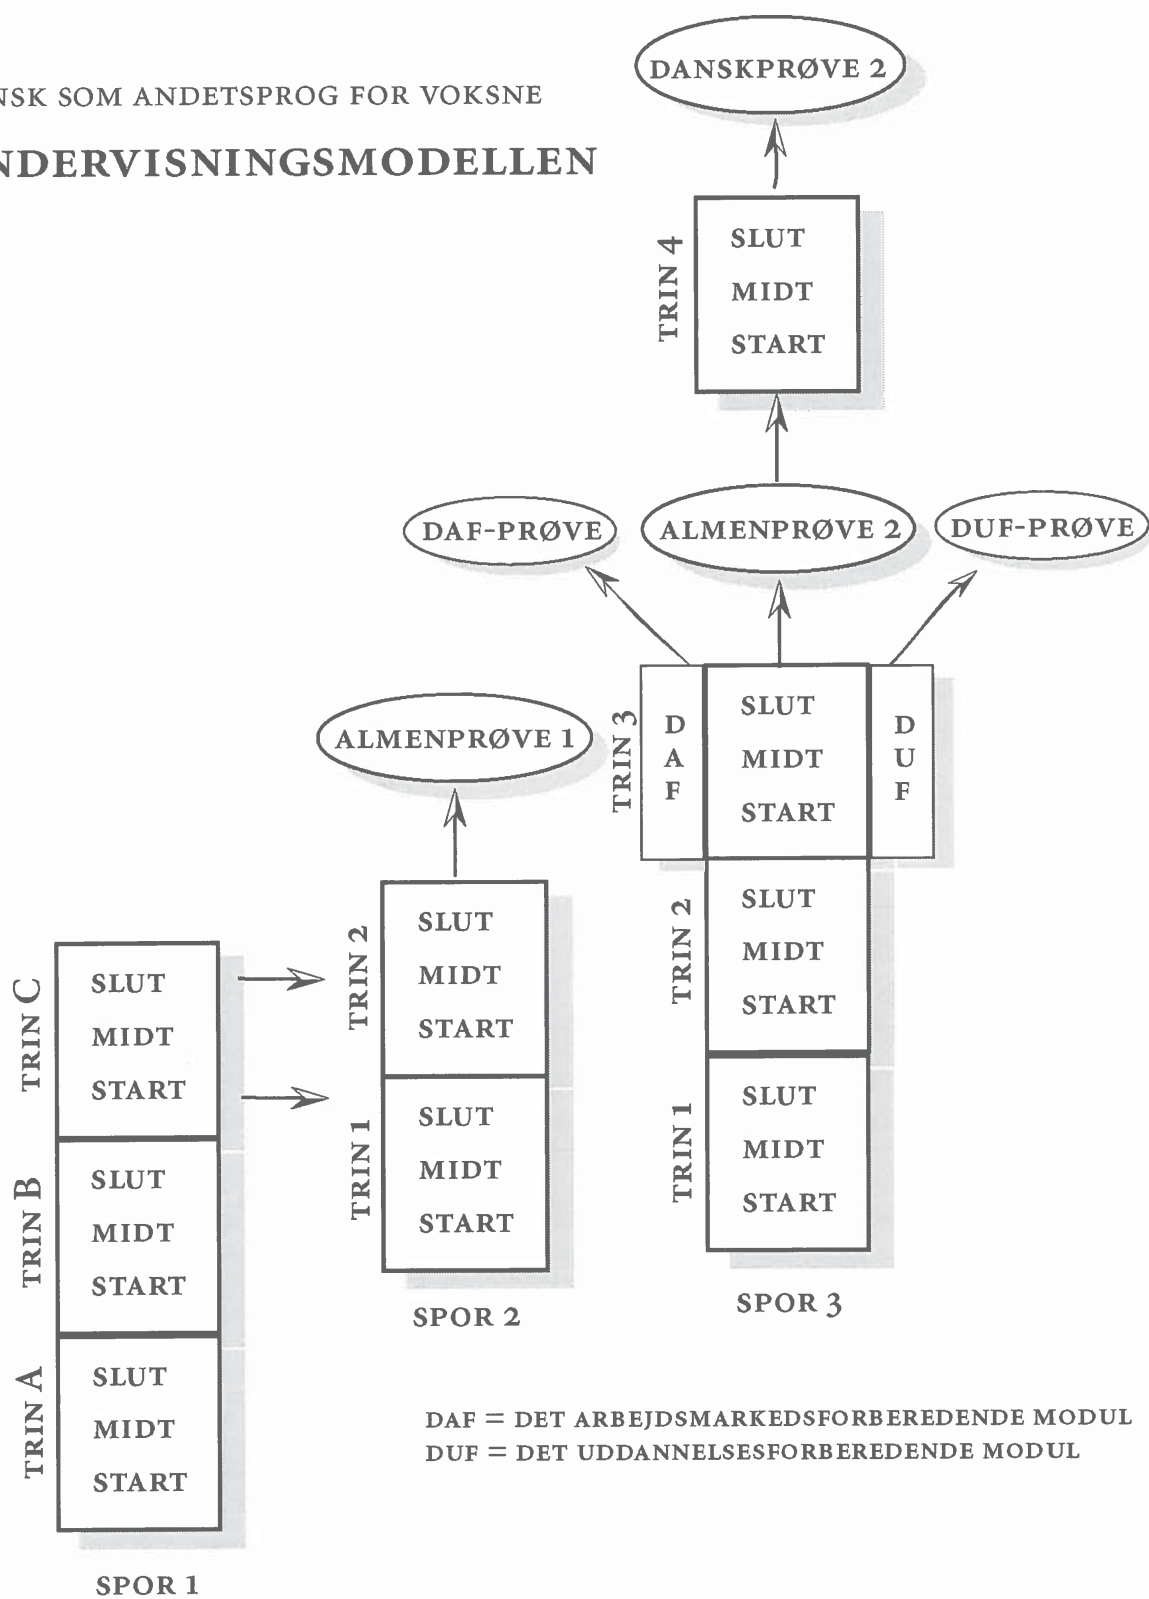 NSK SOM ANDETSPROG FOR VOKSNE
NDERVISNINGSMODELLEN
DANSKPRØVE 2
TRIN 4
SLUT
MIDT
START
DAF-PRØVE
ALMENPRØVE 2
DUF-PRØVE
TRIN 3
DAF
SLUT
MIDT
START
DUF
TRIN 2
SLUT
MIDT
START
TRIN 1
SLUT
MIDT
START
SPOR 3
ALMENPRØVE 1
TRIN 2
SLUT
MIDT
START
TRIN 1
SLUT
MIDT
START
SPOR 2
TRIN C
SLUT
MIDT
START
TRIN B
SLUT
MIDT
START
TRIN A
SLUT
MIDT
START
SPOR 1
DAF = DET ARBEJDSMARKEDSFORBEREDENDE MODUL
DUF = DET UDDANNELSESFORBEREDENDE MODUL